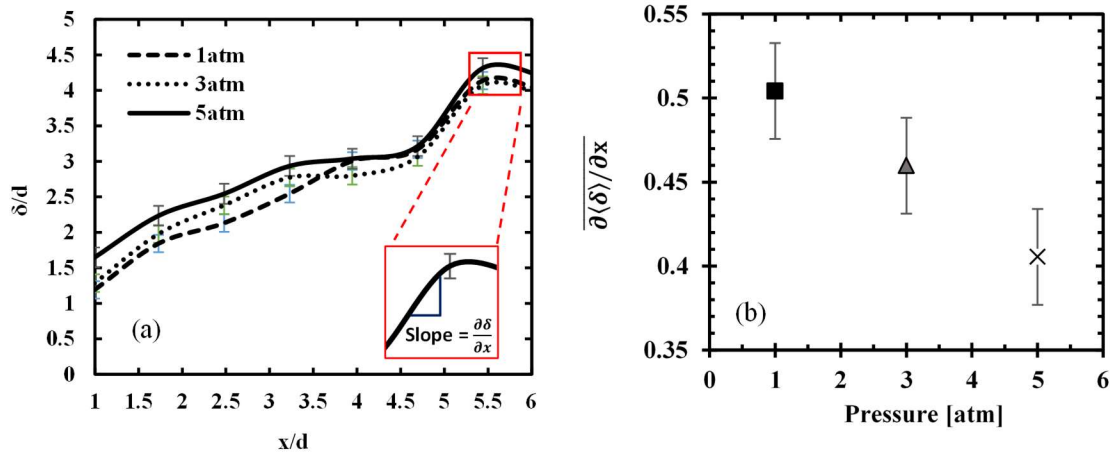 5
4.5
4
3.5
3
2.5
2
1.5
1
0.5
0
δ/d
1atm
3atm
5atm
(a)
Slope = ∂δ/∂x
1 1.5 2 2.5 3 3.5 4 4.5 5 5.5 6
x/d
0.55
0.5
0.45
0.4
0.35
∂⟨δ⟩/∂x
(b)
0 1 2 3 4 5 6
Pressure [atm]